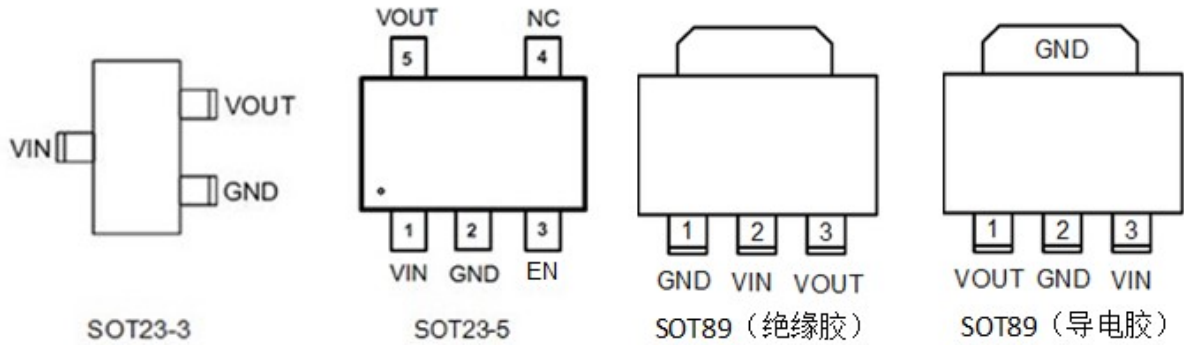 VIN
VOUT
GND
SOT23-3
VOUT NC
5 4
1 2 3
VIN GND EN
SOT23-5
1 2 3
GND VIN VOUT
SOT89（绝缘胶）
GND
1 2 3
VOUT GND VIN
SOT89（导电胶）